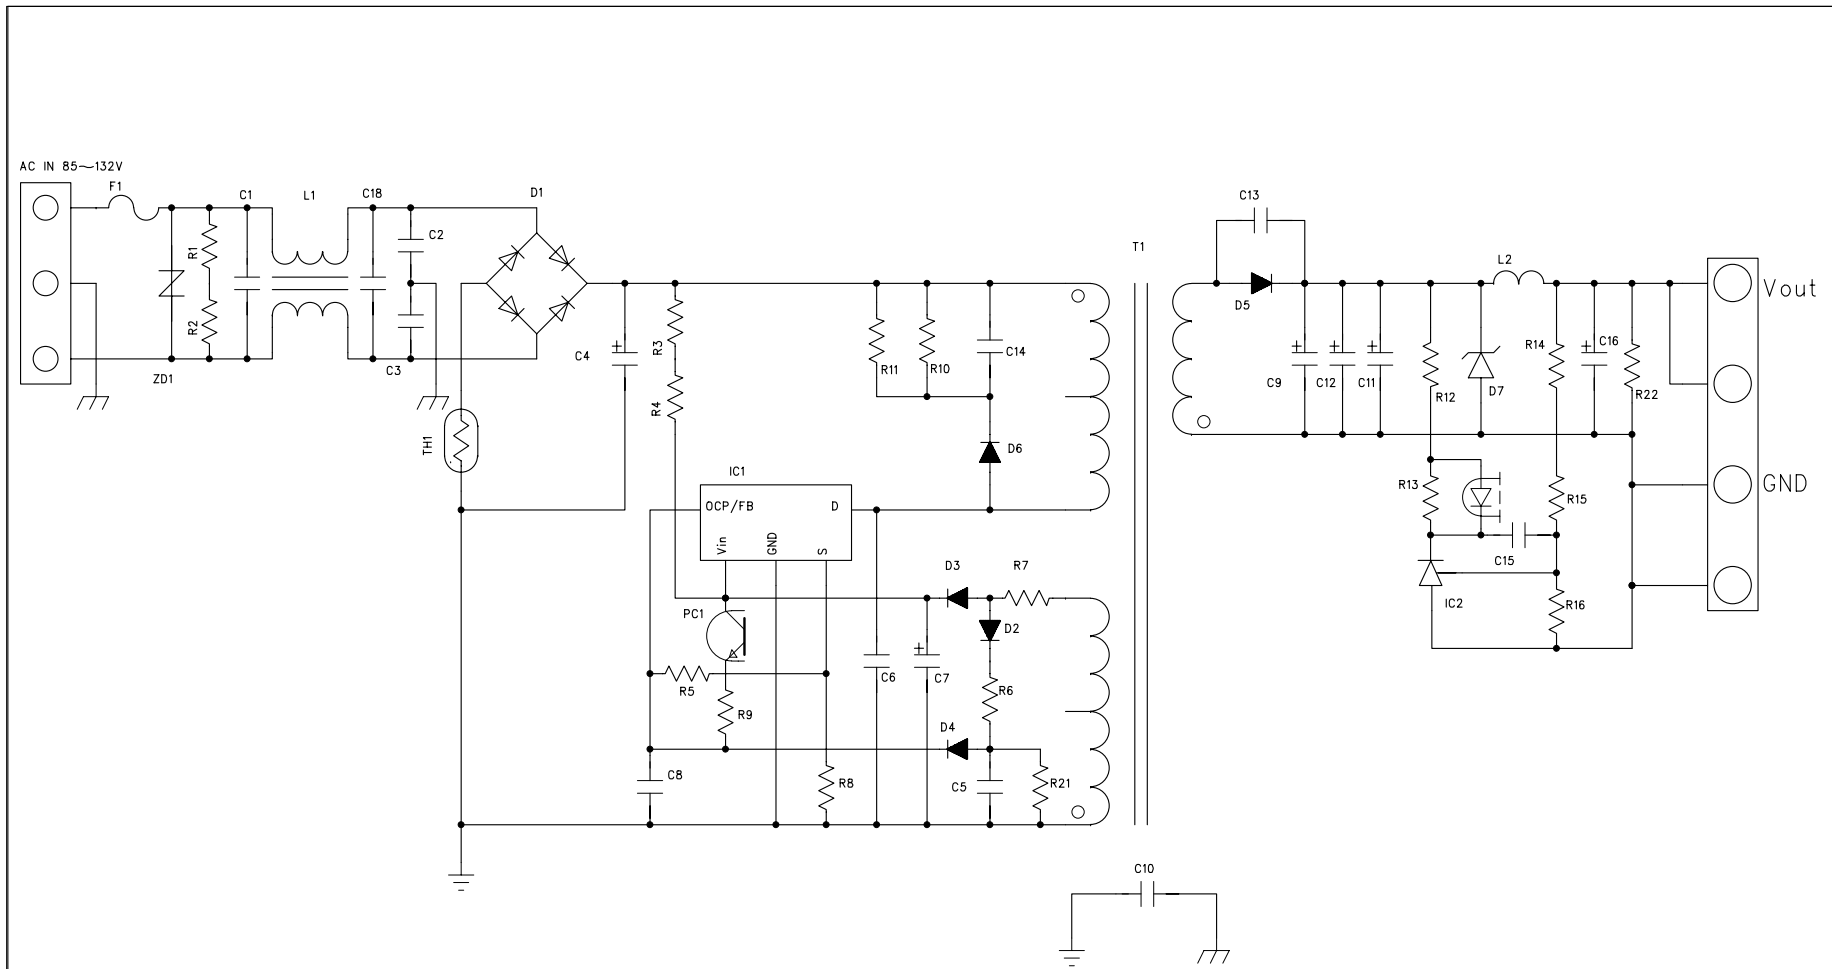 AC IN 85~132V
F1
C1
L1
C18
D1
C13
R1
C2
T1
L2
D5
Vout
R2
C4
R3
R11
R10
C14
R14
C16
ZD1
C3
C9
C12
C11
R12
D7
R22
R4
TH1
D6
IC1
R13
GND
OCP/FB
D
R15
Vin
GND
S
C15
D3
R7
IC2
R16
PC1
D2
R5
C6
C7
R6
R9
D4
C8
R8
C5
R21
C10